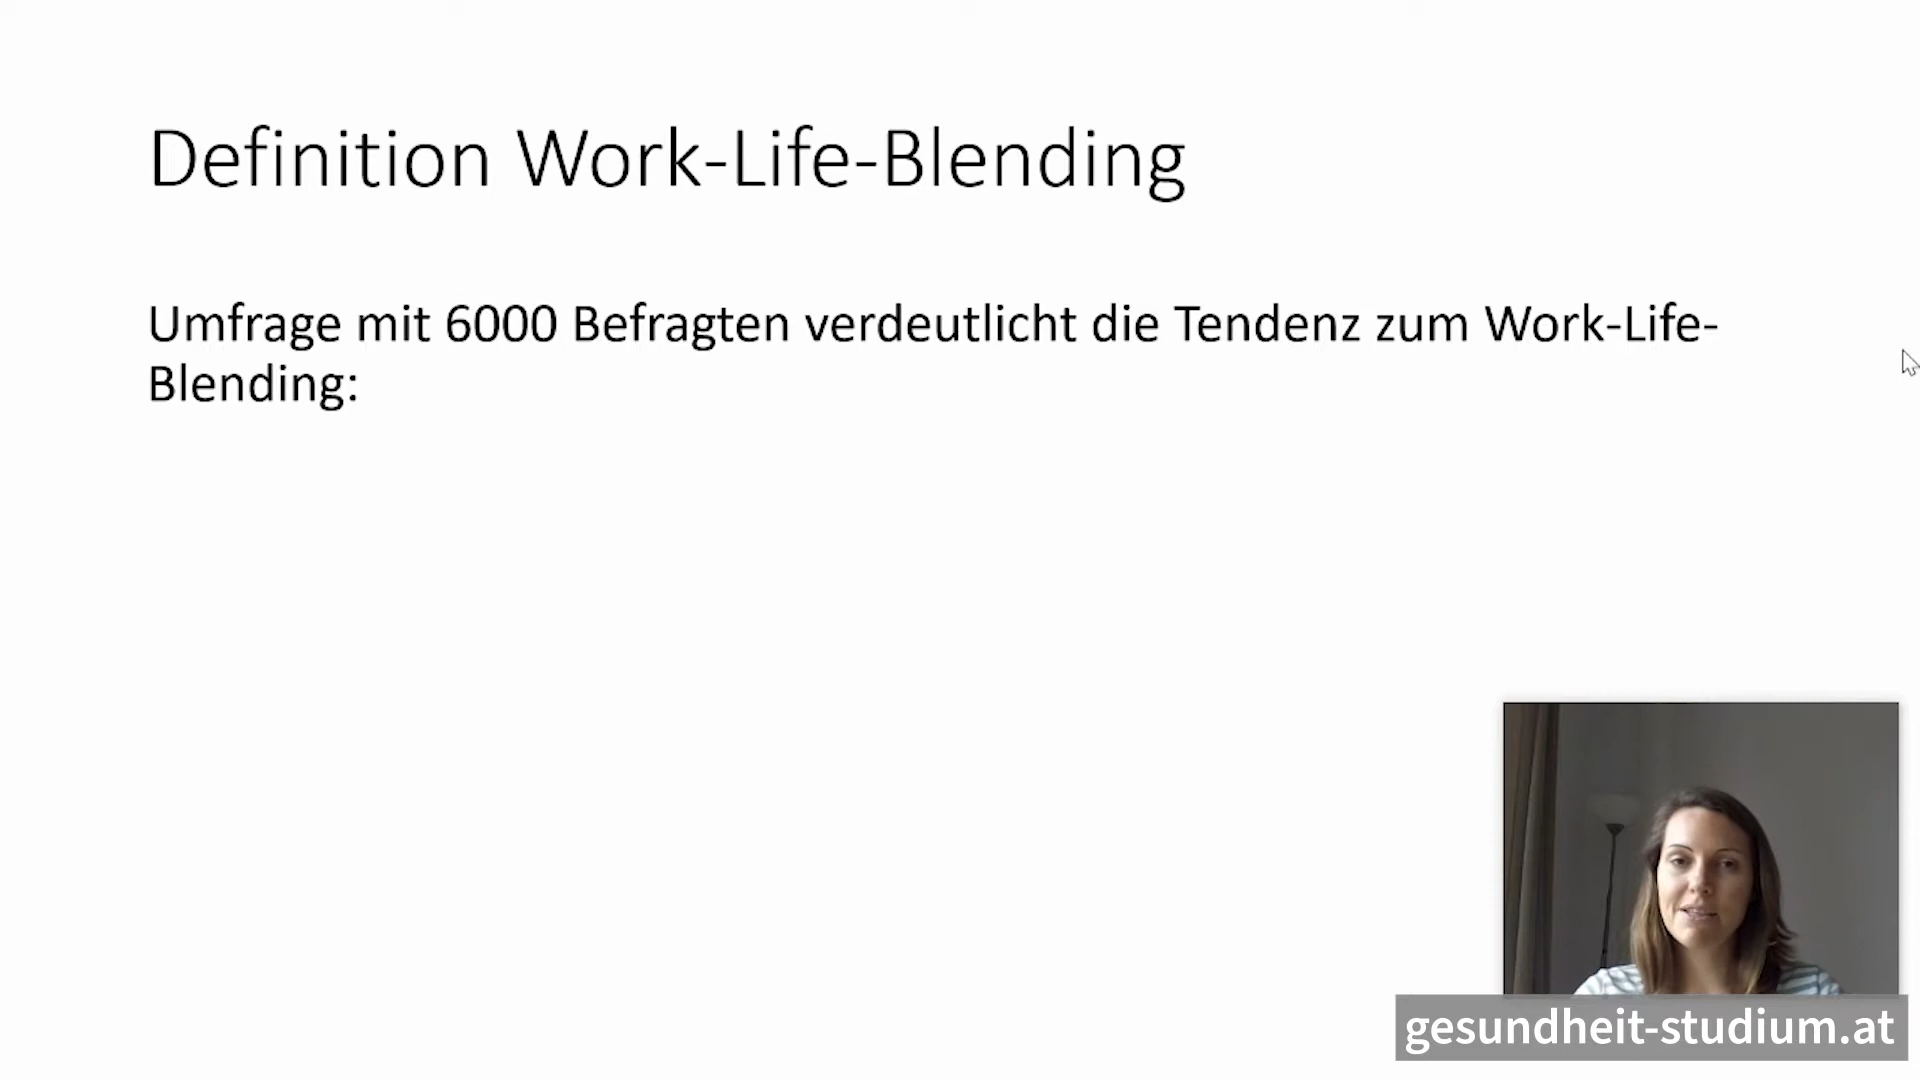 Definition Work-Life-Blending
Umfrage mit 6000 Befragten verdeutlicht die Tendenz zum Work-Life-
Blending:
gesundheit-studium.at